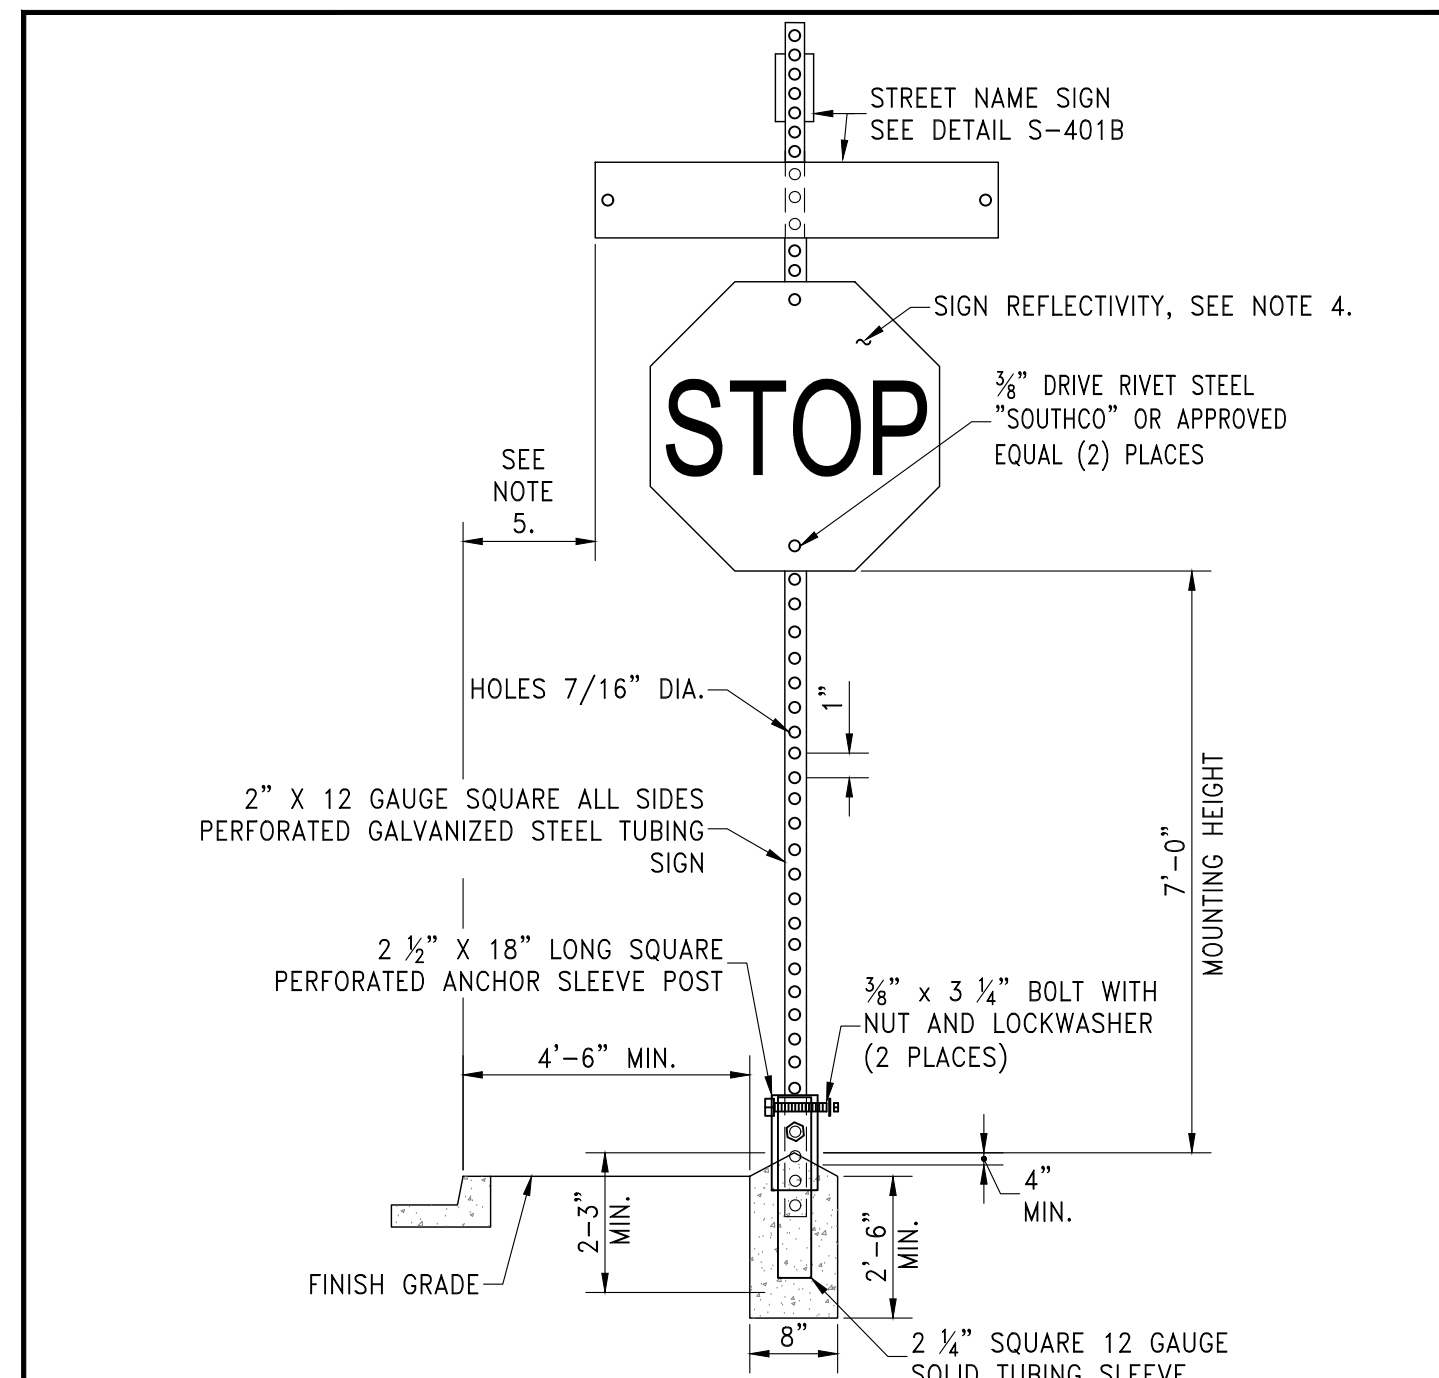 STREET NAME SIGN
SEE DETAIL S-401B
SIGN REFLECTIVITY, SEE NOTE 4.
STOP
⅜" DRIVE RIVET STEEL
"SOUTHCO" OR APPROVED
EQUAL (2) PLACES
SEE
NOTE
5.
HOLES 7/16" DIA.
1"
2" X 12 GAUGE SQUARE ALL SIDES
PERFORATED GALVANIZED STEEL TUBING
SIGN
7'-0"
MOUNTING HEIGHT
2 ½" X 18" LONG SQUARE
PERFORATED ANCHOR SLEEVE POST
⅜" x 3 ¼" BOLT WITH
NUT AND LOCKWASHER
(2 PLACES)
4'-6" MIN.
4"
MIN.
2-3"
MIN.
2'-6"
MIN.
FINISH GRADE
8"
2 ¼" SQUARE 12 GAUGE
SOLID TUBING SLEEVE